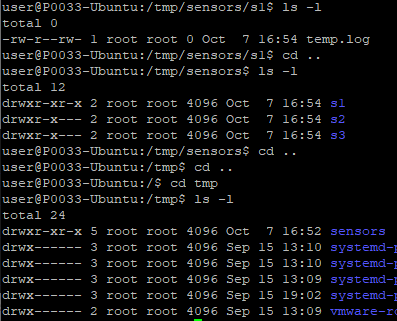 user@P0033-Ubuntu:/tmp/sensors/s1$ ls -l
total 0
-rw-r--rw- 1 root root 0 Oct  7 16:54 temp.log
user@P0033-Ubuntu:/tmp/sensors/s1$ cd ..
user@P0033-Ubuntu:/tmp/sensors$ ls -l
total 12
drwxr-xr-x 2 root root 4096 Oct  7 16:54 s1
drwxr-x--- 2 root root 4096 Oct  7 16:54 s2
drwxr-x--- 2 root root 4096 Oct  7 16:54 s3
user@P0033-Ubuntu:/tmp/sensors$ cd ..
user@P0033-Ubuntu:/tmp$ cd ..
user@P0033-Ubuntu:/$ cd tmp
user@P0033-Ubuntu:/tmp$ ls -l
total 24
drwxr-xr-x 5 root root 4096 Oct  7 16:52 sensors
drwx------ 3 root root 4096 Sep 15 13:10 systemd-p
drwx------ 3 root root 4096 Sep 15 13:10 systemd-p
drwx------ 3 root root 4096 Sep 15 13:09 systemd-p
drwx------ 3 root root 4096 Sep 15 19:02 systemd-p
drwx------ 2 root root 4096 Sep 15 13:09 vmware-ro